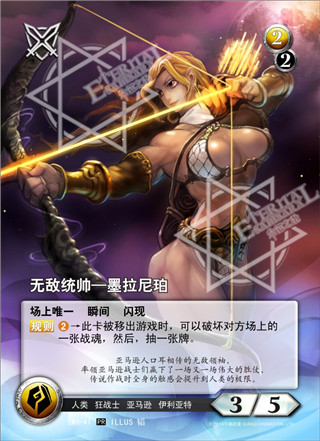 2
2
ETERNAL
ETERNAL
无敌统帅—墨拉尼珀
场上唯一 瞬间 闪现
规则 2→此卡被移出游戏时，可以破坏对方场上的
一张战魂，然后，抽一张牌。
亚马逊人口耳相传的无敌领袖，
率领亚马逊战士们赢下了一场又一场伟大的胜仗，
传说作战时全身的触感会提升到人类的极限。
人类 狂战士 亚马逊 伊利亚特
3 / 5
PR ILLUS